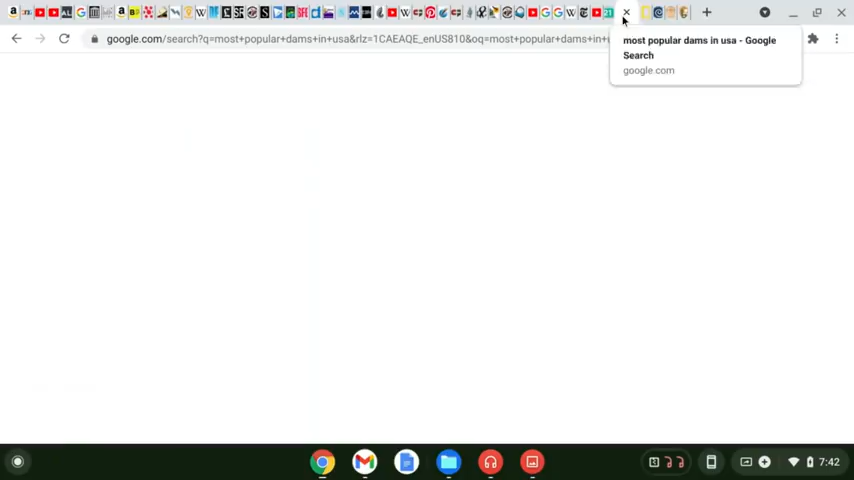 google.com/search?q=most+popular+dams+in+usa&rlz=1CAEAQE_enUS810&oq=most+popular+dams+in+u
most popular dams in usa - Google
Search
google.com
7:42